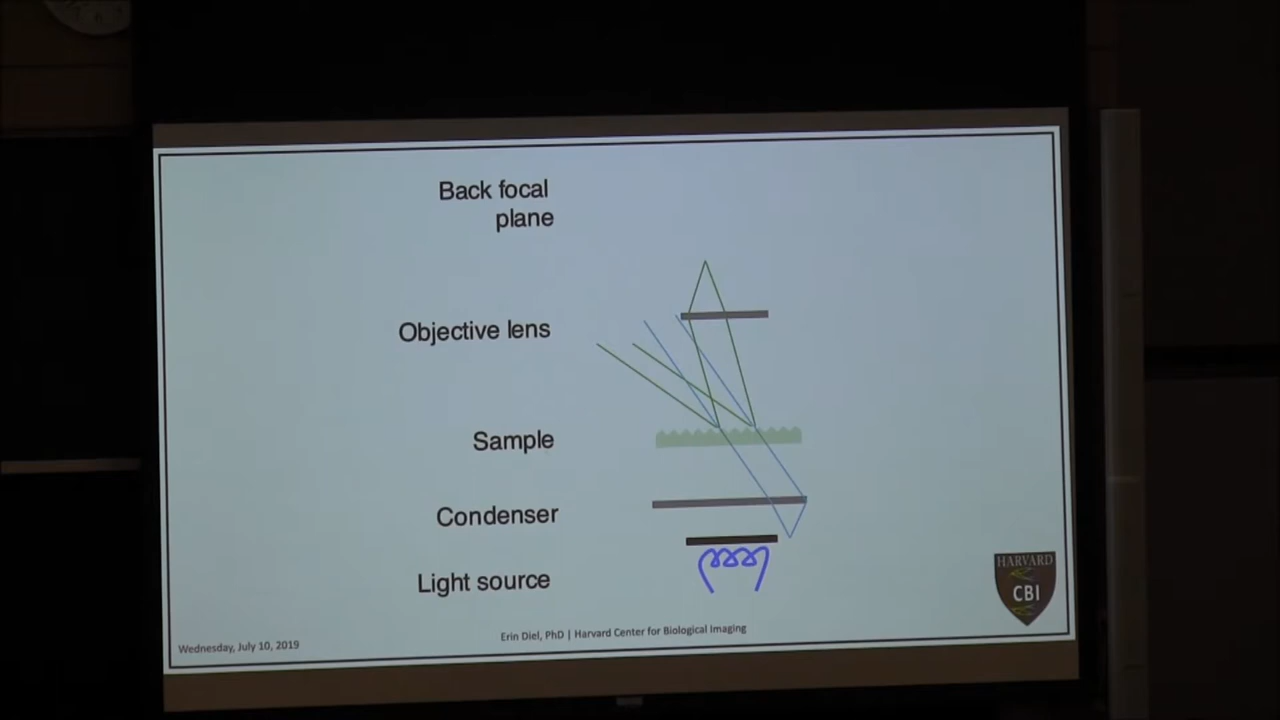 Back focal
plane
Objective lens
Sample
Condenser
Light source
HARVARD
CBI
Erin Diel, PhD | Harvard Center for Biological Imaging
Wednesday, July 10, 2019